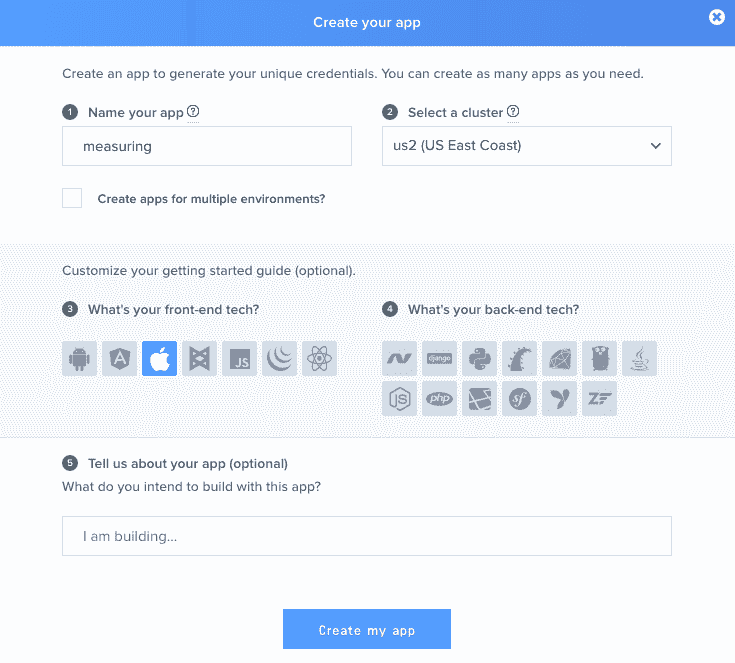 Create your app
Create an app to generate your unique credentials. You can create as many apps as you need.
1 Name your app ?
2 Select a cluster ?
measuring
us2 (US East Coast)
Create apps for multiple environments?
Customize your getting started guide (optional).
3 What's your front-end tech?
4 What's your back-end tech?
A JS
django
JS php sf ZF
5 Tell us about your app (optional)
What do you intend to build with this app?
I am building...
Create my app